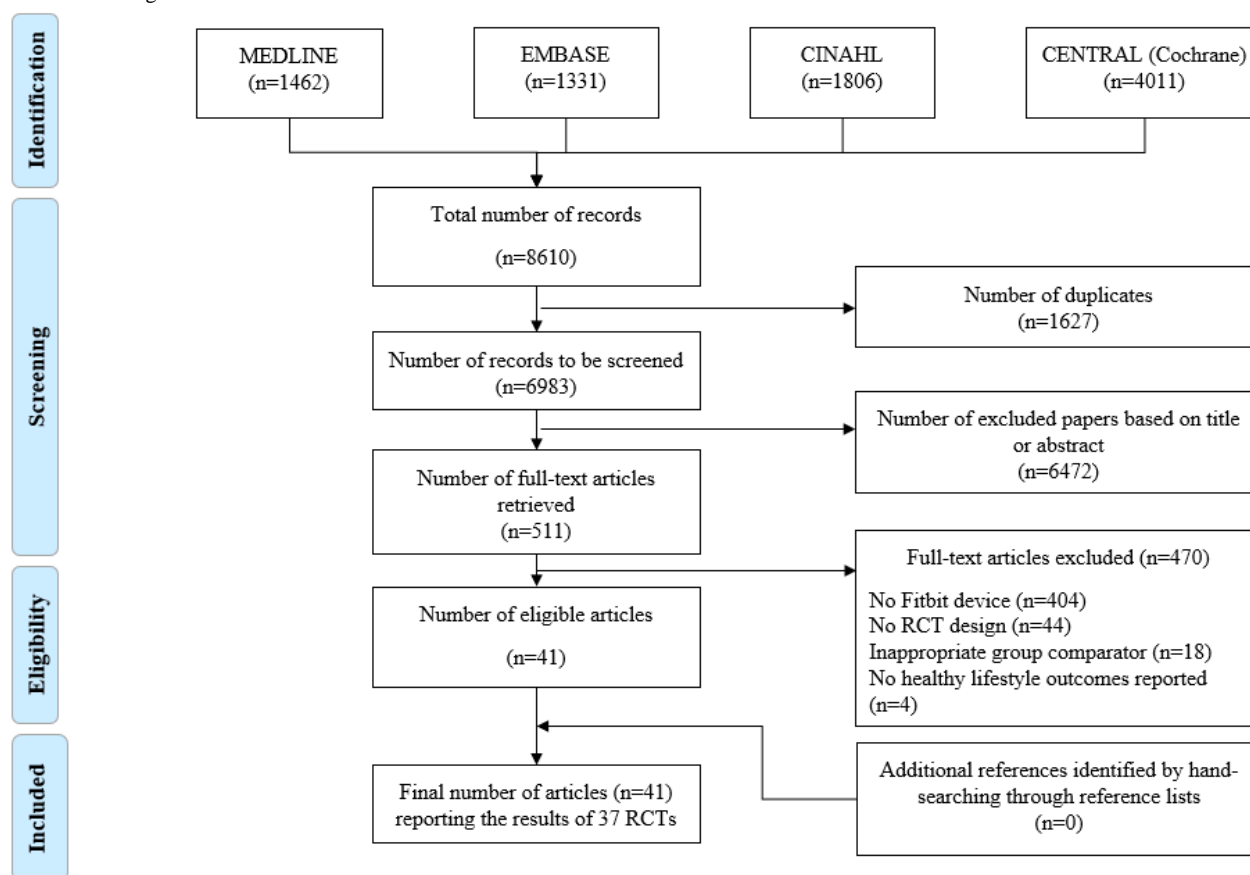 Identification
MEDLINE
(n=1462)
EMBASE
(n=1331)
CINAHL
(n=1806)
CENTRAL (Cochrane)
(n=4011)
Screening
Total number of records
(n=8610)
Number of duplicates
(n=1627)
Number of records to be screened
(n=6983)
Number of excluded papers based on title
or abstract
(n=6472)
Number of full-text articles
retrieved
(n=511)
Eligibility
Full-text articles excluded (n=470)
No Fitbit device (n=404)
No RCT design (n=44)
Inappropriate group comparator (n=18)
No healthy lifestyle outcomes reported
(n=4)
Number of eligible articles
(n=41)
Included
Additional references identified by hand-
searching through reference lists
(n=0)
Final number of articles (n=41)
reporting the results of 37 RCTs